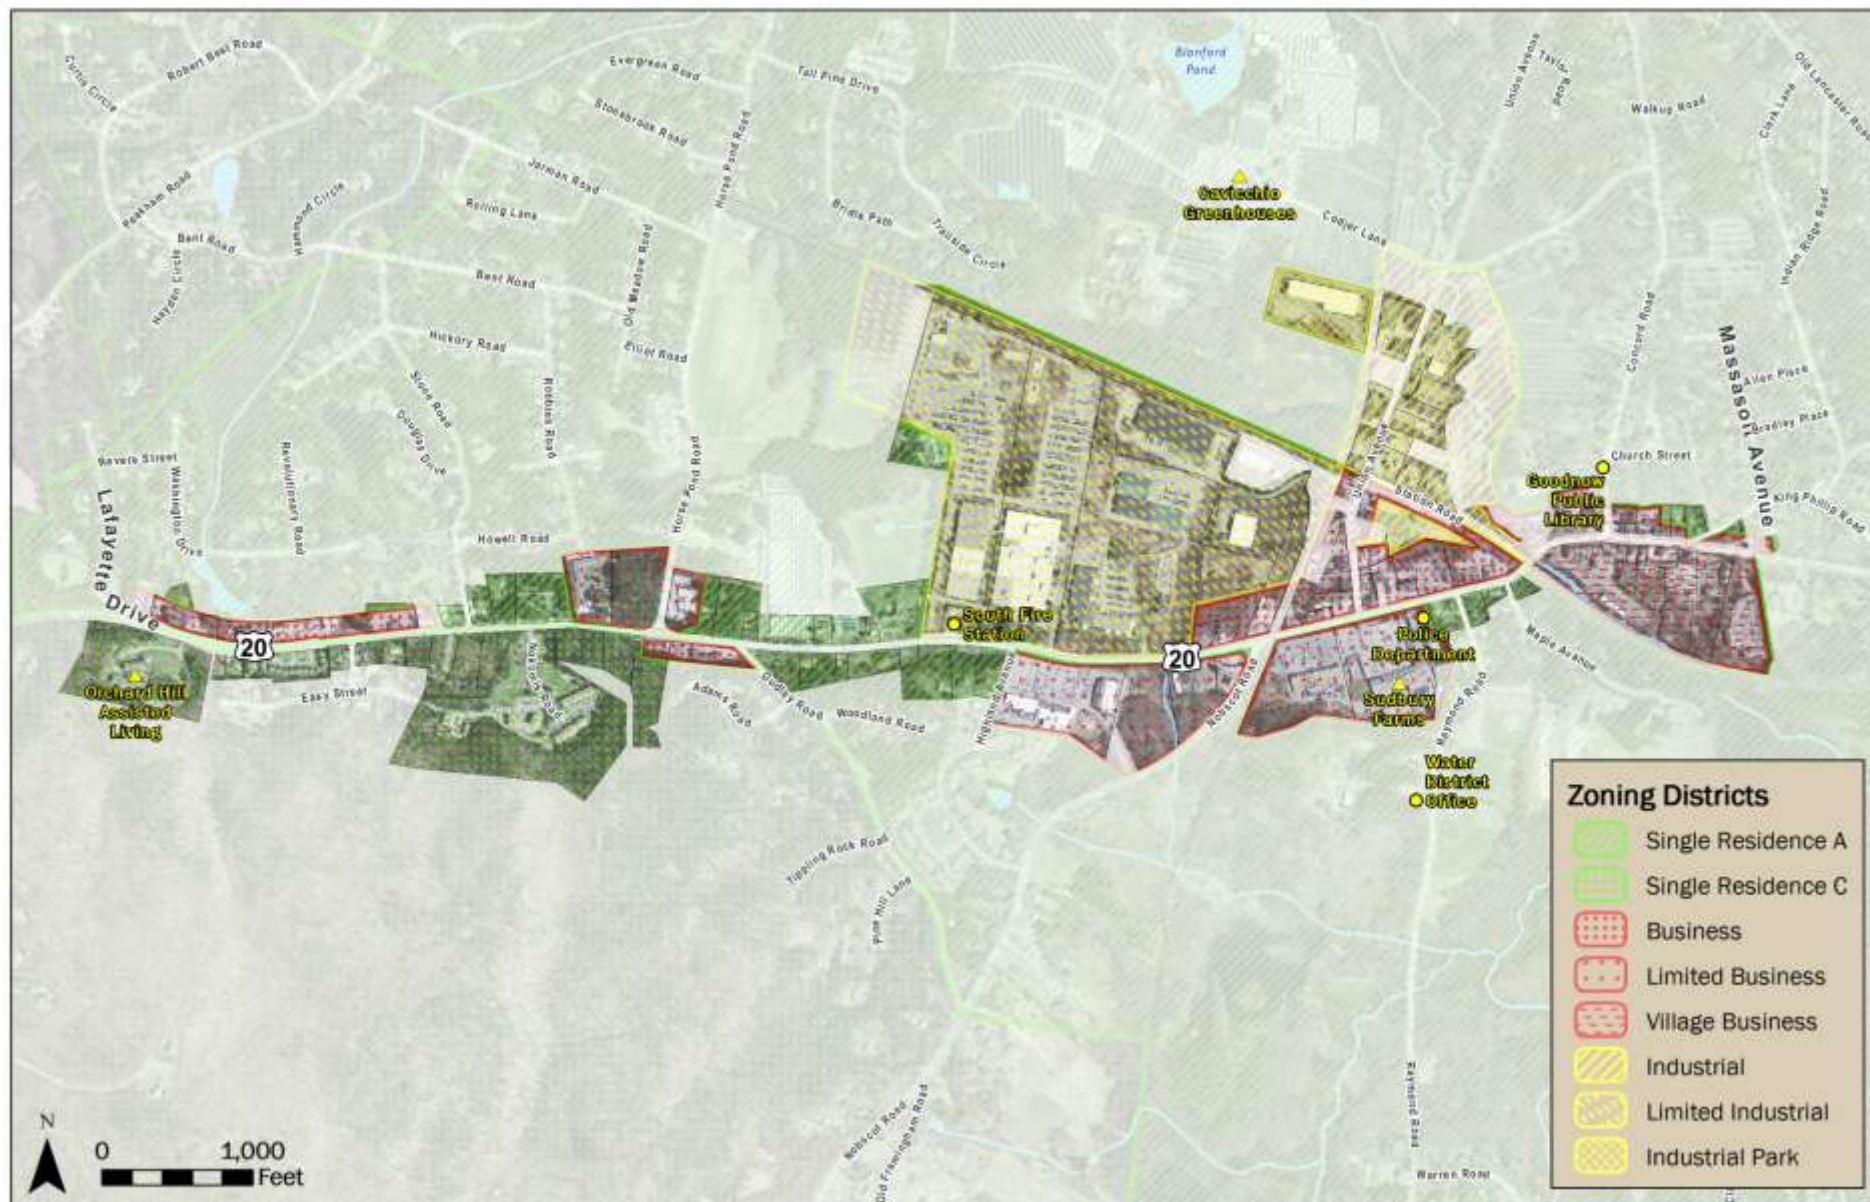 Blanford
Pond
Curtis Circle
Robert Best Road
Evergreen Road
Tall Pine Drive
Union Avenue
Taylor Road
Old Lancaster Road
Stonebrook Road
Walkup Road
Clark Lane
Horse Pond Road
Jarman Road
Peakham Road
Hammond Circle
Rolling Lane
Bridle Path
Trailside Circle
Cavicchio
Greenhouses
Codjer Lane
Indian Ridge Road
Bent Road
Hayden Circle
Bent Road
Old Meadow Road
Hickory Road
Elliot Road
Concord Road
Massasoit Avenue
Allen Place
Bradley Place
Stone Road
Douglas Drive
Robbins Road
Horse Pond Road
Union Avenue
Station Road
Church Street
Goodnow
Public
Library
King Phillip Road
Revere Street
Washington Drive
Revolutionary Road
Lafayette Drive
Howell Road
20
South Fire
Station
20
Police
Department
Maple Avenue
Orchard Hill
Assisted
Living
Easy Street
Nobscot Road
Adams Road
Dudley Road
Woodland Road
Highland Avenue
Nobscot Road
Sudbury
Farms
Raymond Road
Water
District
Office
Tippling Rock Road
Pine Hill Lane
Nobscot Road
Old Framingham Road
Raymond Road
Warren Road
Zoning Districts
Single Residence A
Single Residence C
Business
Limited Business
Village Business
Industrial
Limited Industrial
Industrial Park
N
0 1,000
Feet